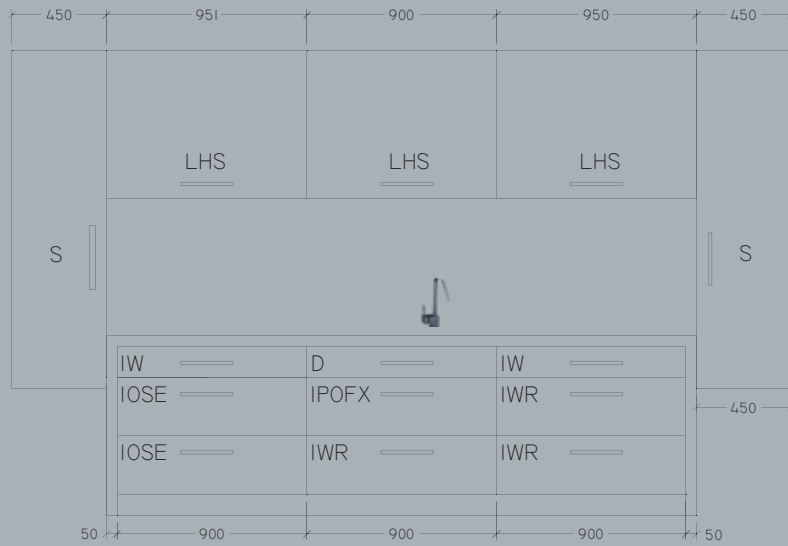 450 951 900 950 450
LHS LHS LHS
S S
IW D IW
IOSE IPOFX IWR
450
IOSE IWR IWR
50 900 900 900 50